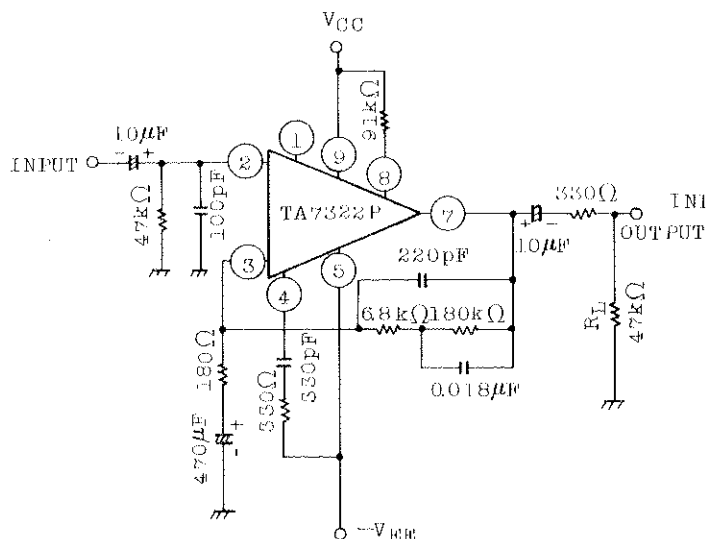 VCC
10μF
91kΩ
1
9
INPUT
2
8
330Ω
IN1
47kΩ
100pF
TA7322P
7
OUTPUT
10μF
220pF
3
5
4
6.8kΩ
180kΩ
RL
47kΩ
180Ω
330pF
0.018μF
330Ω
470μF
-VEE